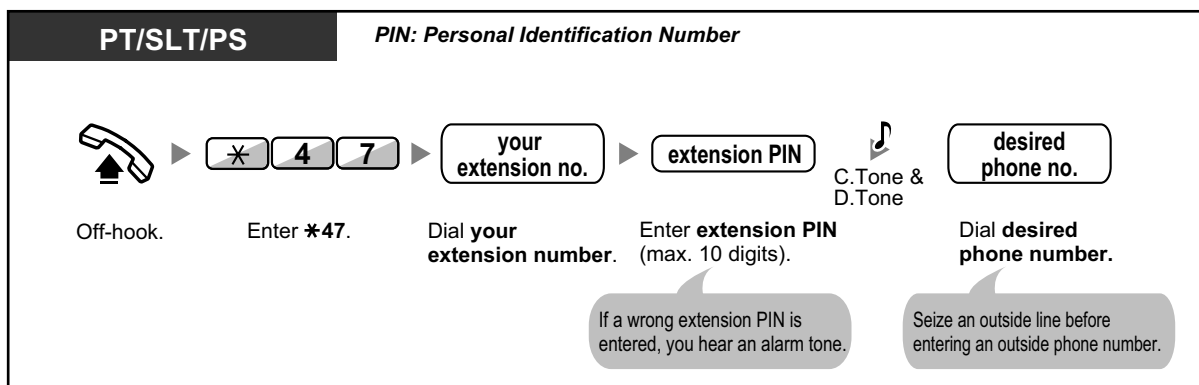 PT/SLT/PS
PIN: Personal Identification Number
* 4 7
your
extension no.
extension PIN
C.Tone &
D.Tone
desired
phone no.
Off-hook.
Enter *47.
Dial your
extension number.
Enter extension PIN
(max. 10 digits).
Dial desired
phone number.
If a wrong extension PIN is
entered, you hear an alarm tone.
Seize an outside line before
entering an outside phone number.